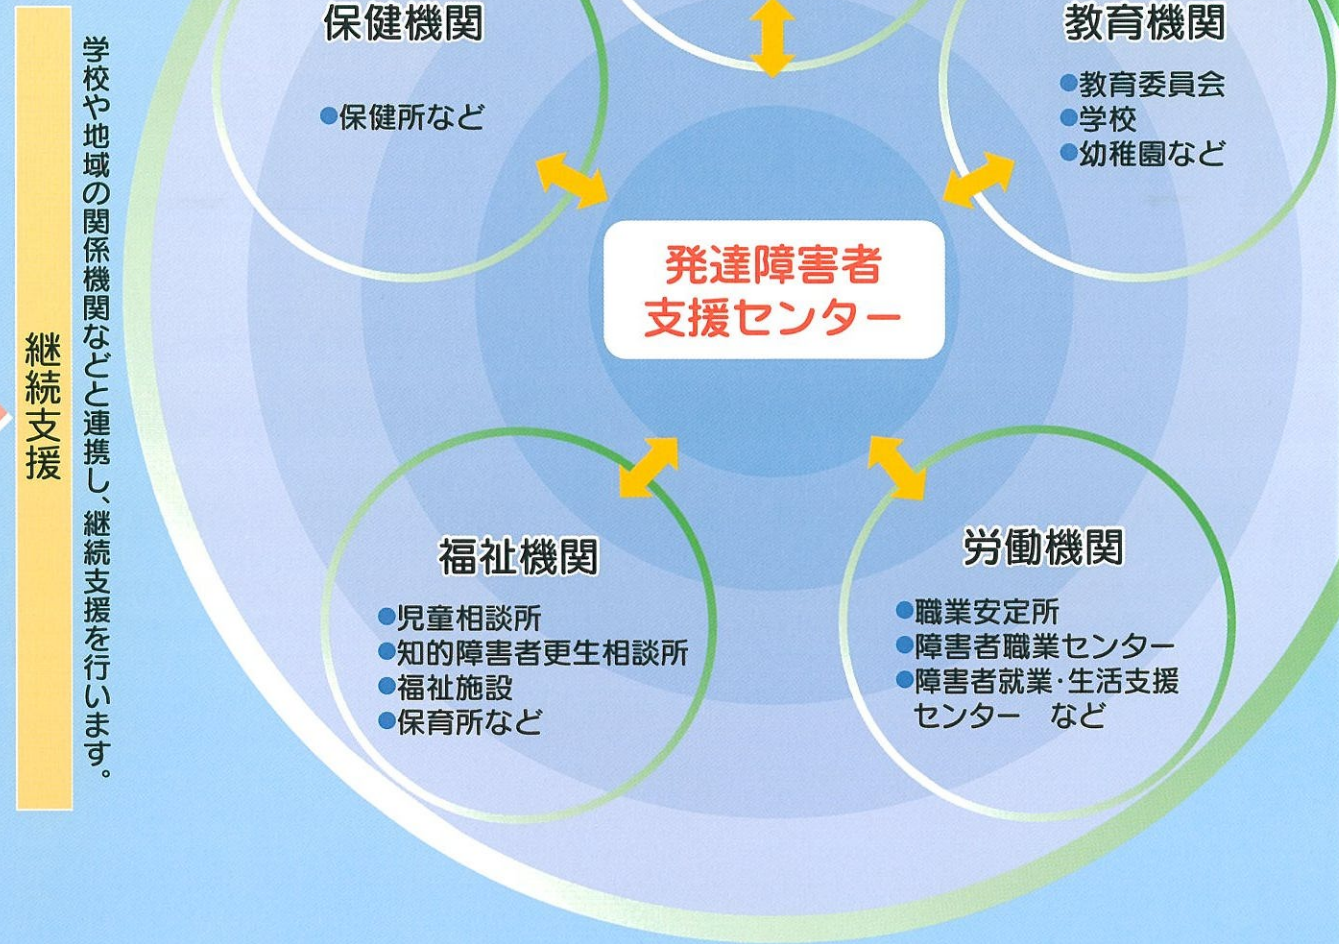 継続支援
学校や地域の関係機関などと連携し、継続支援を行います。
保健機関
●保健所など
教育機関
●教育委員会
●学校
●幼稚園など
発達障害者
支援センター
福祉機関
●児童相談所
●知的障害者更生相談所
●福祉施設
●保育所など
労働機関
●職業安定所
●障害者職業センター
●障害者就業・生活支援
センター　など